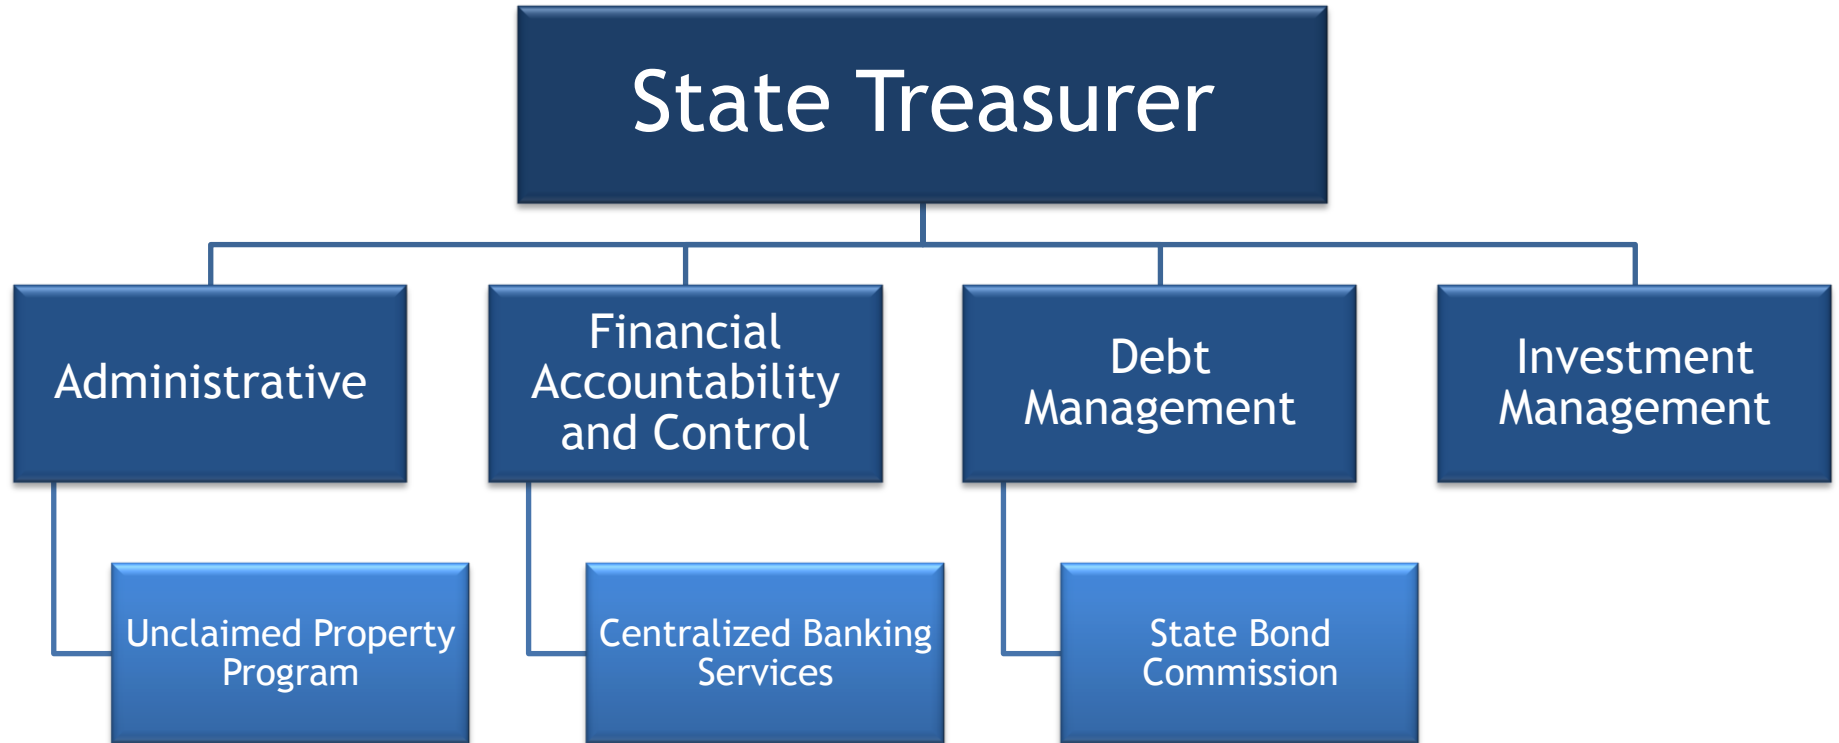 State Treasurer
Administrative
Financial
Accountability
and Control
Debt
Management
Investment
Management
Unclaimed Property
Program
Centralized Banking
Services
State Bond
Commission